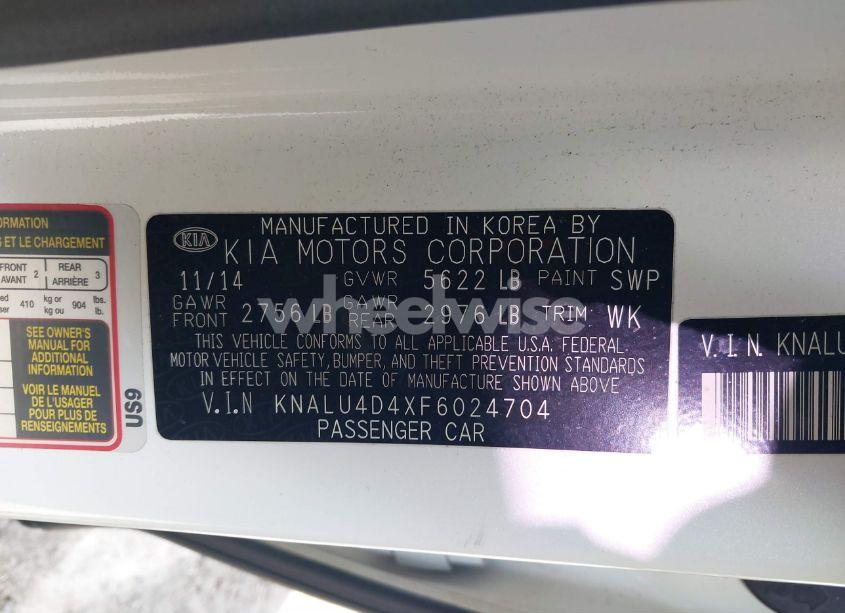 ORMATION
S ET LE CHARGEMENT
FRONT
AVANT 2
REAR
ARRIÈRE 3
410 kg or
kg ou 904 lbs.
lb.
SEE OWNER'S
MANUAL FOR
ADDITIONAL
INFORMATION
VOIR LE MANUEL
DE L'USAGER
POUR PLUS DE
RENSEIGNEMENTS
US9
KIA
MANUFACTURED IN KOREA BY
KIA MOTORS CORPORATION
11/14 GVWR 5622 LB PAINT SWP
GAWR FRONT 2756 LB GAWR REAR LB TRIM WK
THIS VEHICLE CONFORMS TO ALL APPLICABLE U.S.A. FEDERAL
MOTOR VEHICLE SAFETY, BUMPER, AND THEFT PREVENTION STANDARDS
IN EFFECT ON THE DATE OF MANUFACTURE SHOWN ABOVE
V.I.N KNALU4D4XF6024704
PASSENGER CAR
V.I.N. KNALU
wheelwise